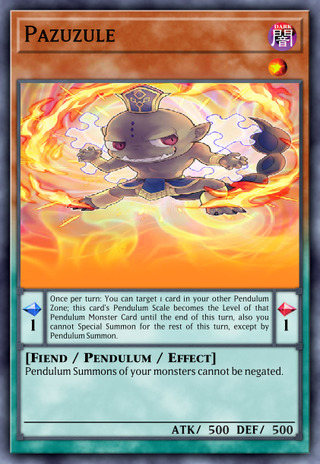 Pazuzule
DARK
闇
Once per turn: You can target 1 card in your other Pendulum
Zone; this card's Pendulum Scale becomes the Level of that
Pendulum Monster Card until the end of this turn, also you
cannot Special Summon for the rest of this turn, except by
Pendulum Summon.
1
1
[Fiend / Pendulum / Effect]
Pendulum Summons of your monsters cannot be negated.
ATK/ 500 DEF/ 500